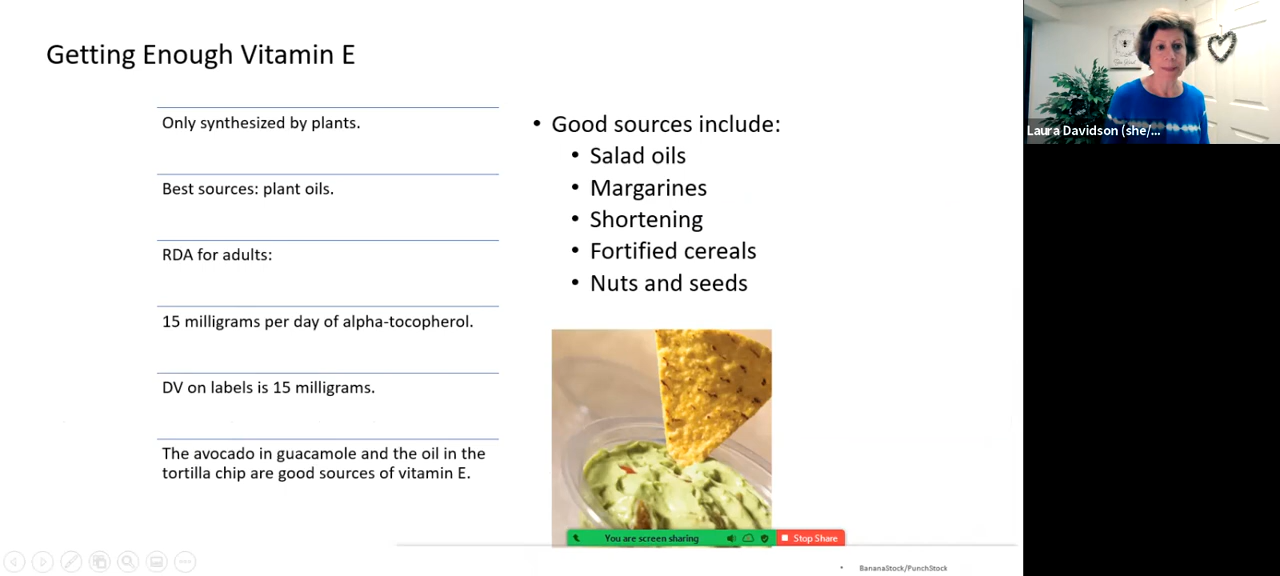 Getting Enough Vitamin E
Only synthesized by plants.
Best sources: plant oils.
RDA for adults:
15 milligrams per day of alpha-tocopherol.
DV on labels is 15 milligrams.
The avocado in guacamole and the oil in the
tortilla chip are good sources of vitamin E.
• Good sources include:
• Salad oils
• Margarines
• Shortening
• Fortified cereals
• Nuts and seeds
You are screen sharing
Stop Share
• BananaStock/PunchStock
Laura Davidson (she/...